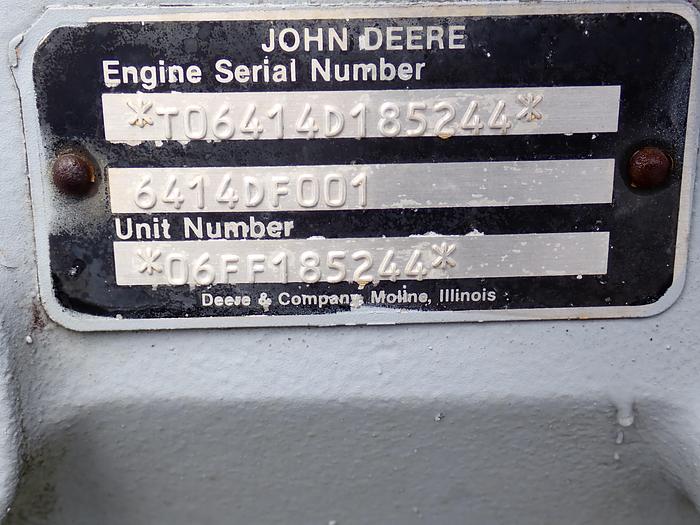 JOHN DEERE
Engine Serial Number
*T06414D185244*
6414DF001
Unit Number
*06FF185244*
Deere & Company, Moline, Illinois